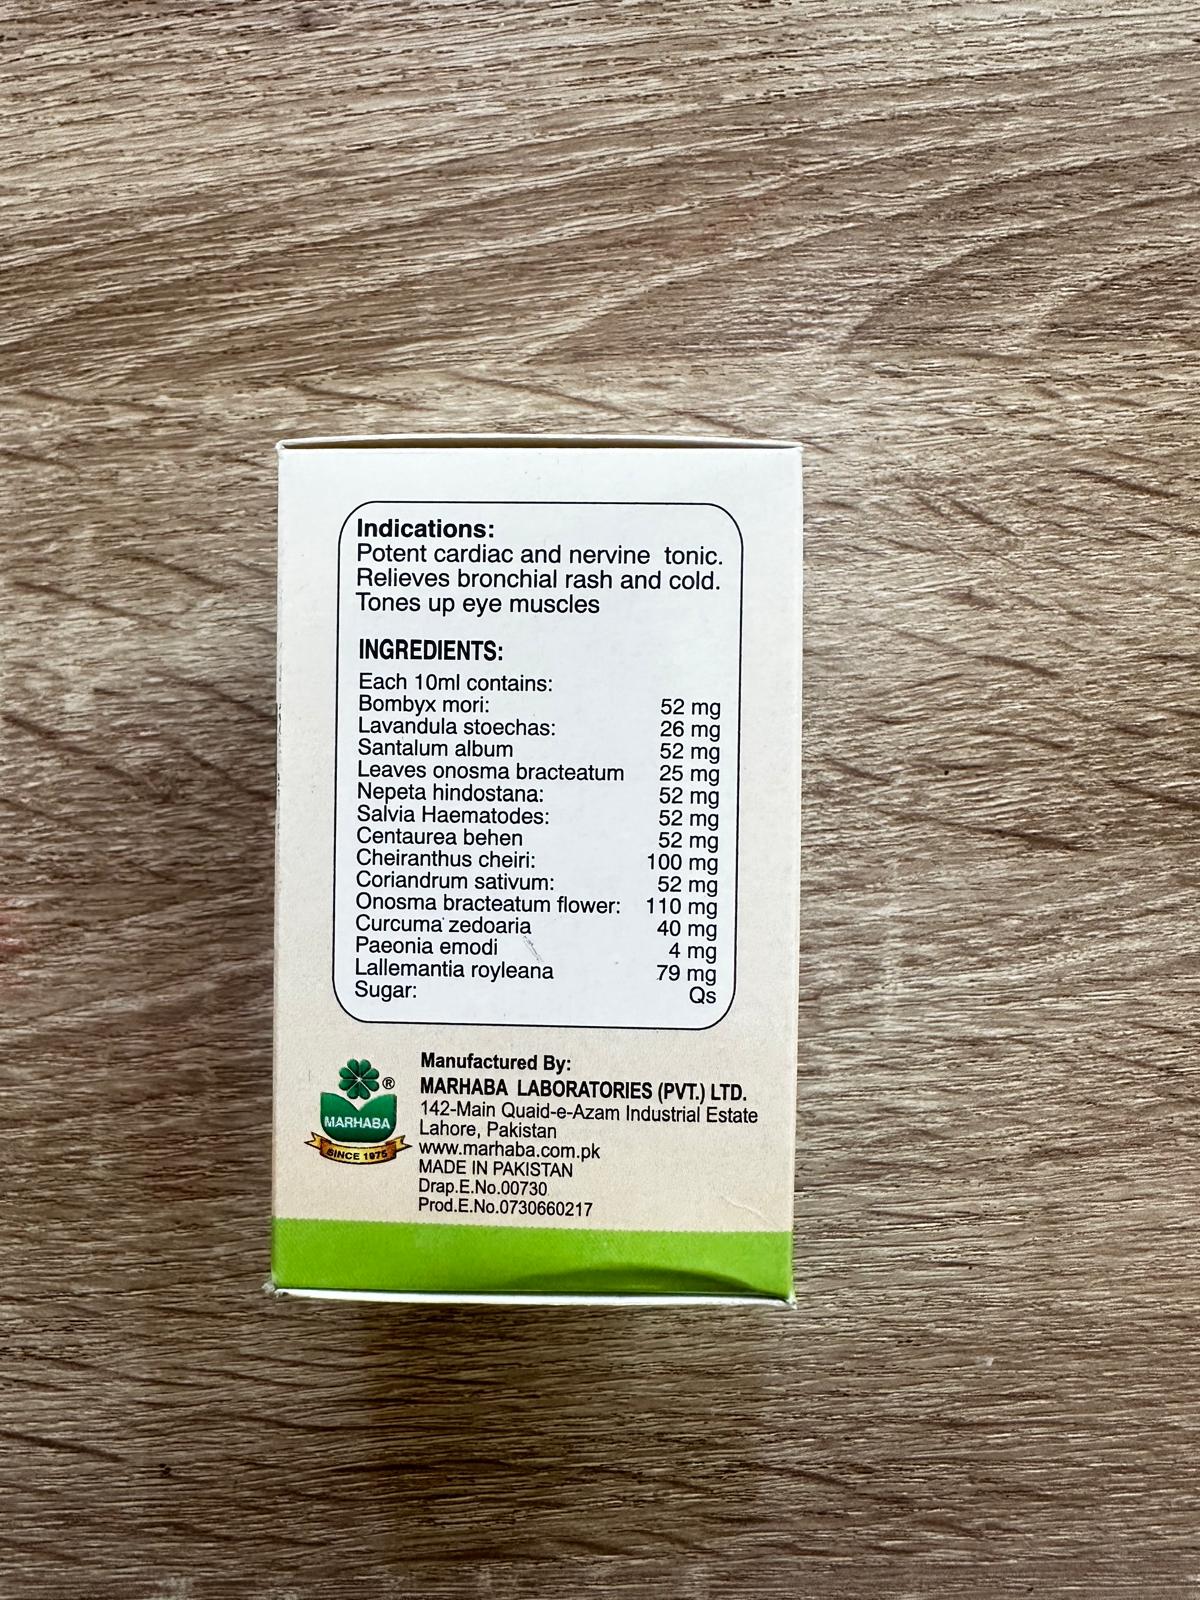 Indications:
Potent cardiac and nervine tonic.
Relieves bronchial rash and cold.
Tones up eye muscles
INGREDIENTS:
Each 10ml contains:
Bombyx mori: 52 mg
Lavandula stoechas: 26 mg
Santalum album 52 mg
Leaves onosma bracteatum 25 mg
Nepeta hindostana: 52 mg
Salvia Haematodes: 52 mg
Centaurea behen 52 mg
Cheiranthus cheiri: 100 mg
Coriandrum sativum: 52 mg
Onosma bracteatum flower: 110 mg
Curcuma zedoaria 40 mg
Paeonia emodi 4 mg
Lallemantia royleana 79 mg
Sugar: Qs
®
MARHABA
SINCE 1975
Manufactured By:
MARHABA LABORATORIES (PVT.) LTD.
142-Main Quaid-e-Azam Industrial Estate
Lahore, Pakistan
www.marhaba.com.pk
MADE IN PAKISTAN
Drap.E.No.00730
Prod.E.No.0730660217